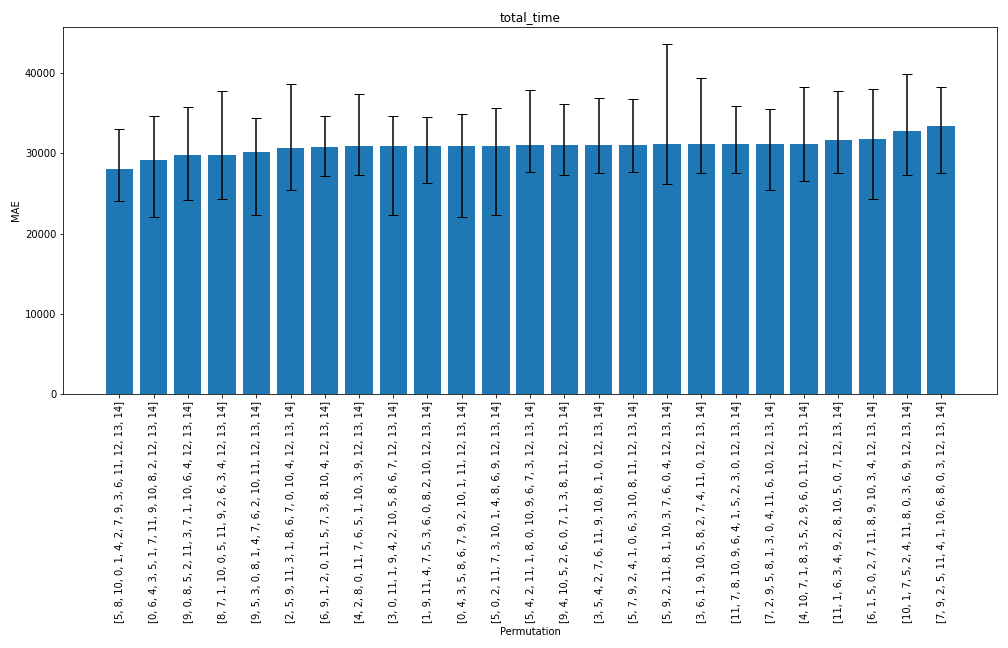 total_time
MAE
40000
30000
20000
10000
0
[5, 8, 10, 0, 1, 4, 2, 7, 9, 3, 6, 11, 12, 13, 14]
[0, 6, 4, 3, 5, 1, 7, 11, 9, 10, 8, 2, 12, 13, 14]
[9, 0, 8, 5, 2, 11, 3, 7, 1, 10, 6, 4, 12, 13, 14]
[8, 7, 1, 10, 0, 5, 11, 9, 2, 6, 3, 4, 12, 13, 14]
[9, 5, 3, 0, 8, 1, 4, 7, 6, 2, 10, 11, 12, 13, 14]
[2, 5, 9, 11, 3, 1, 8, 6, 7, 0, 10, 4, 12, 13, 14]
[6, 9, 1, 2, 0, 11, 5, 7, 3, 8, 10, 4, 12, 13, 14]
[4, 2, 8, 0, 11, 7, 6, 5, 1, 10, 3, 9, 12, 13, 14]
[3, 0, 11, 1, 9, 4, 2, 10, 5, 8, 6, 7, 12, 13, 14]
[1, 9, 11, 4, 7, 5, 3, 6, 0, 8, 2, 10, 12, 13, 14]
[0, 4, 3, 5, 8, 6, 7, 9, 2, 10, 1, 11, 12, 13, 14]
[5, 0, 2, 11, 7, 3, 10, 1, 4, 8, 6, 9, 12, 13, 14]
[5, 4, 2, 11, 1, 8, 0, 10, 9, 6, 7, 3, 12, 13, 14]
[9, 4, 10, 5, 2, 6, 0, 7, 1, 3, 8, 11, 12, 13, 14]
[3, 5, 4, 2, 7, 6, 11, 9, 10, 8, 1, 0, 12, 13, 14]
[5, 7, 9, 2, 4, 1, 0, 6, 3, 10, 8, 11, 12, 13, 14]
[5, 9, 2, 11, 8, 1, 10, 3, 7, 6, 0, 4, 12, 13, 14]
[3, 6, 1, 9, 10, 5, 8, 2, 7, 4, 11, 0, 12, 13, 14]
[11, 7, 8, 10, 9, 6, 4, 1, 5, 2, 3, 0, 12, 13, 14]
[7, 2, 9, 5, 8, 1, 3, 0, 4, 11, 6, 10, 12, 13, 14]
[4, 10, 7, 1, 8, 3, 5, 2, 9, 6, 0, 11, 12, 13, 14]
[11, 1, 6, 3, 4, 9, 2, 8, 10, 5, 0, 7, 12, 13, 14]
[6, 1, 5, 0, 2, 7, 11, 8, 9, 10, 3, 4, 12, 13, 14]
[10, 1, 7, 5, 2, 4, 11, 8, 0, 3, 6, 9, 12, 13, 14]
[7, 9, 2, 5, 11, 4, 1, 10, 6, 8, 0, 3, 12, 13, 14]
Permutation